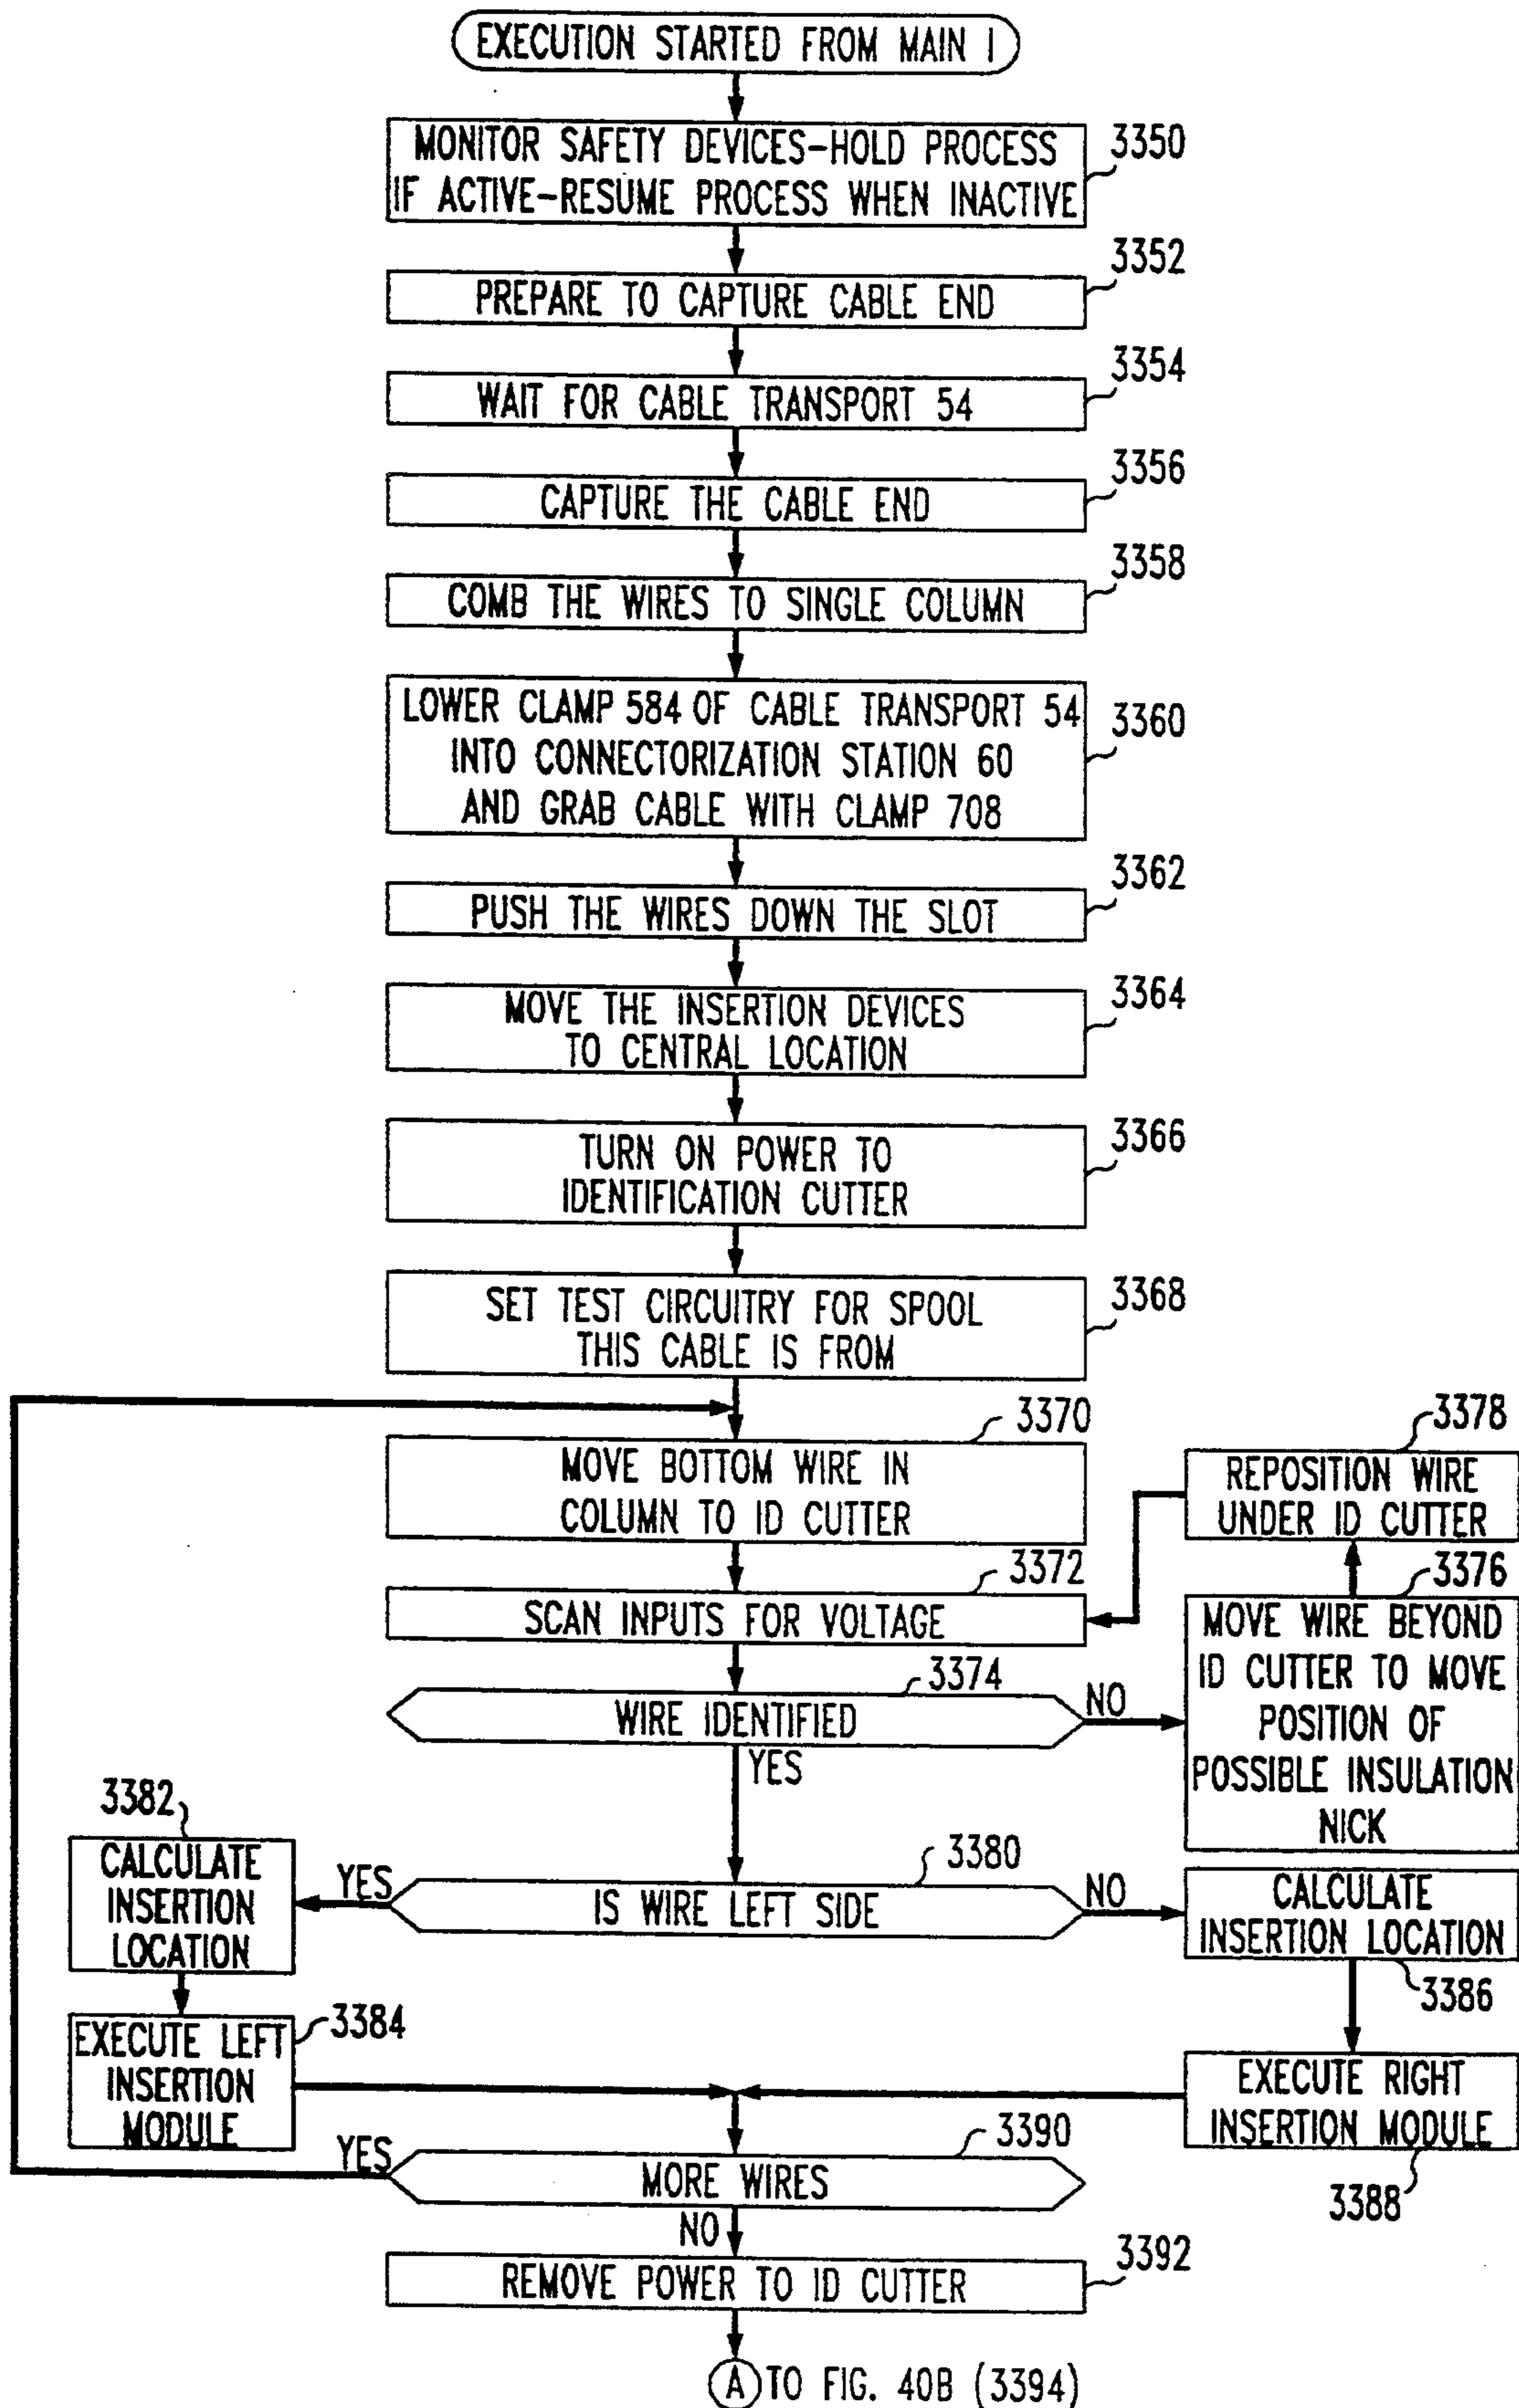 EXECUTION STARTED FROM MAIN 1
MONITOR SAFETY DEVICES-HOLD PROCESS
IF ACTIVE-RESUME PROCESS WHEN INACTIVE
3350
PREPARE TO CAPTURE CABLE END
3352
WAIT FOR CABLE TRANSPORT 54
3354
CAPTURE THE CABLE END
3356
COMB THE WIRES TO SINGLE COLUMN
3358
LOWER CLAMP 584 OF CABLE TRANSPORT 54
INTO CONNECTORIZATION STATION 60
AND GRAB CABLE WITH CLAMP 708
3360
PUSH THE WIRES DOWN THE SLOT
3362
MOVE THE INSERTION DEVICES
TO CENTRAL LOCATION
3364
TURN ON POWER TO
IDENTIFICATION CUTTER
3366
SET TEST CIRCUITRY FOR SPOOL
THIS CABLE IS FROM
3368
3370
MOVE BOTTOM WIRE IN
COLUMN TO ID CUTTER
3372
SCAN INPUTS FOR VOLTAGE
3374
WIRE IDENTIFIED
NO
YES
3378
REPOSITION WIRE
UNDER ID CUTTER
3376
MOVE WIRE BEYOND
ID CUTTER TO MOVE
POSITION OF
POSSIBLE INSULATION
NICK
3380
IS WIRE LEFT SIDE
YES
NO
3382
CALCULATE
INSERTION
LOCATION
3384
EXECUTE LEFT
INSERTION
MODULE
CALCULATE
INSERTION LOCATION
3386
EXECUTE RIGHT
INSERTION MODULE
3388
3390
MORE WIRES
YES
NO
REMOVE POWER TO ID CUTTER
3392
A TO FIG. 40B (3394)